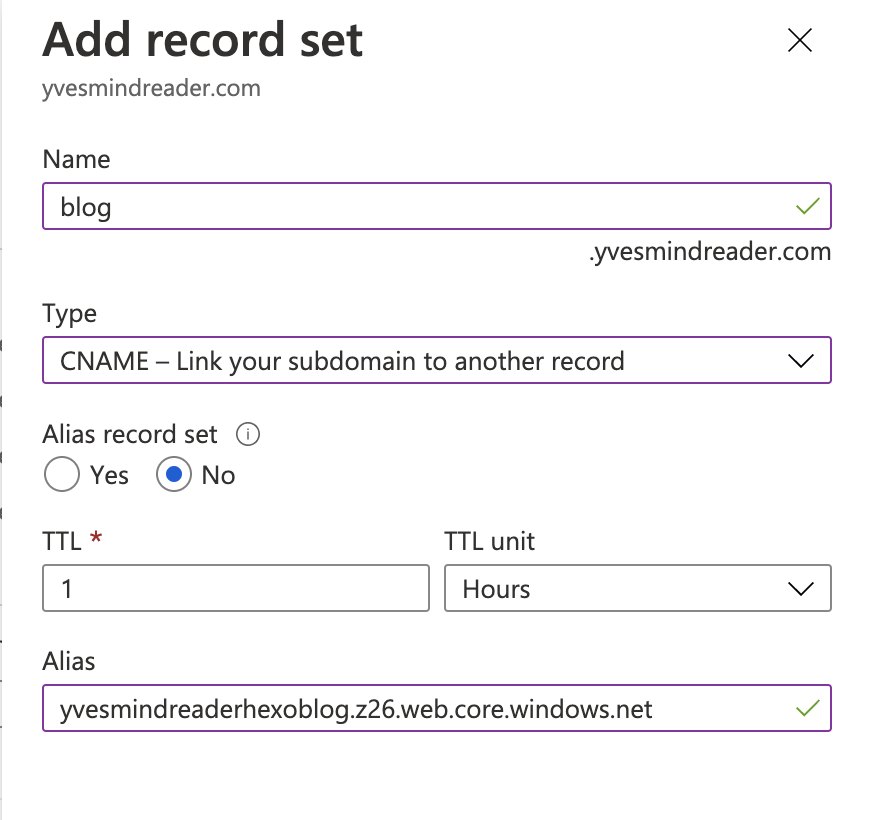 Add record set
yvesmindreader.com
Name
blog
.yvesmindreader.com
Type
CNAME – Link your subdomain to another record
Alias record set
Yes No
TTL * TTL unit
1 Hours
Alias
yvesmindreaderhexoblog.z26.web.core.windows.net